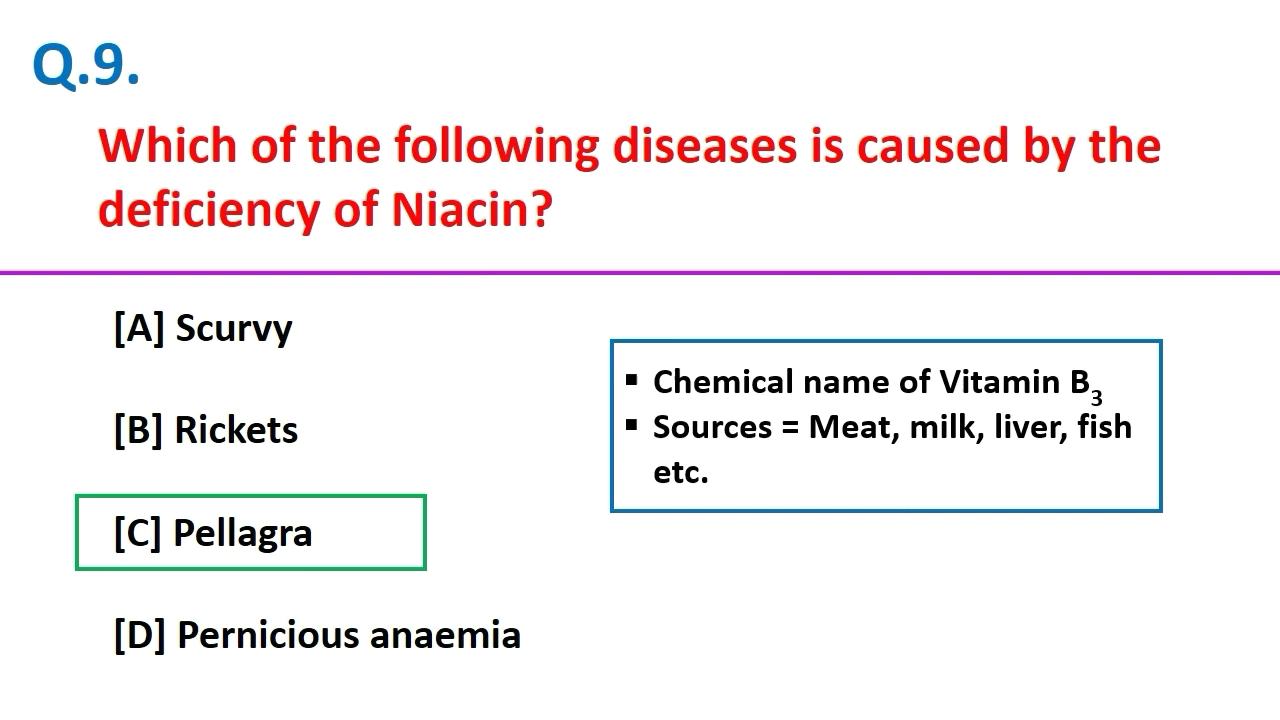 Q.9.
Which of the following diseases is caused by the
deficiency of Niacin?
[A] Scurvy
[B] Rickets
[C] Pellagra
[D] Pernicious anaemia
▪ Chemical name of Vitamin B₃
▪ Sources = Meat, milk, liver, fish
etc.